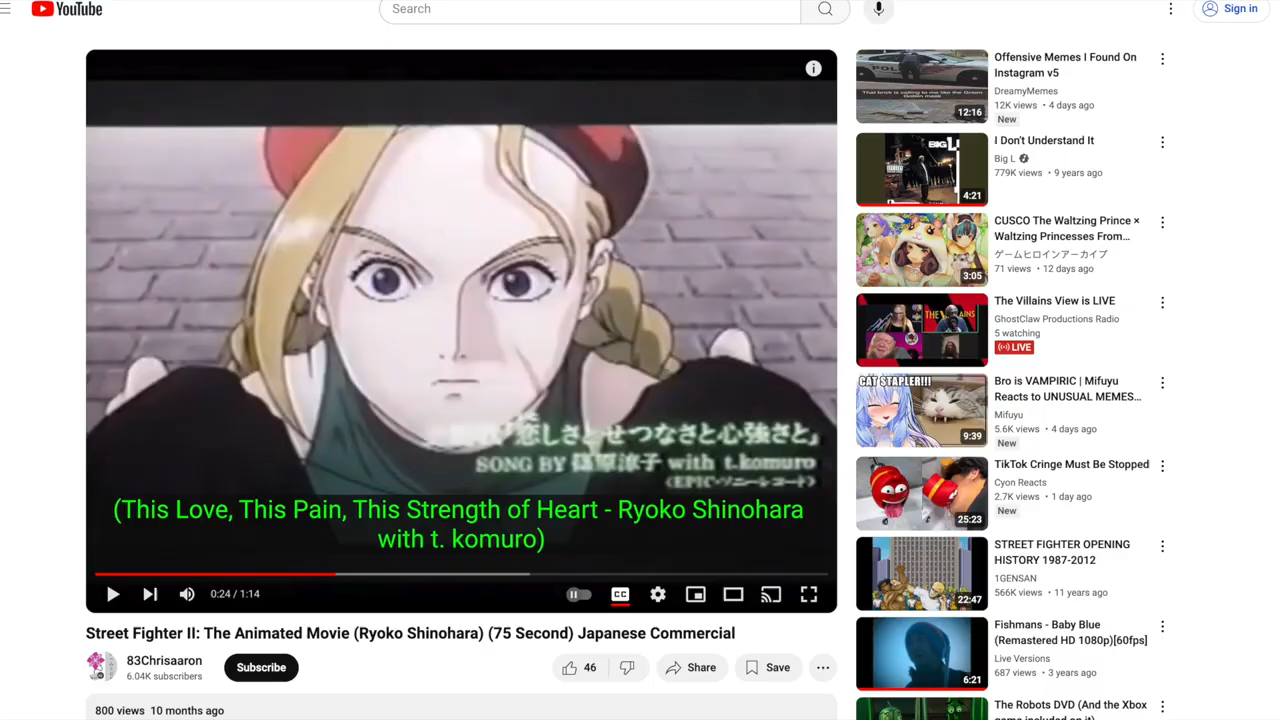 YouTube
Search
Sign in
恋しさとせつなさと心強さと』
SONG BY 篠原涼子 with t.komuro
(This Love, This Pain, This Strength of Heart - Ryoko Shinohara
with t. komuro)
0:24 / 1:14
CC
Street Fighter II: The Animated Movie (Ryoko Shinohara) (75 Second) Japanese Commercial
83Chrisaaron
6.04K subscribers
Subscribe
46
Share
Save
800 views 10 months ago
12:16
Offensive Memes I Found On
Instagram v5
DreamyMemes
12K views • 4 days ago
New
BIG L
4:21
I Don't Understand It
Big L
779K views • 9 years ago
3:05
CUSCO The Waltzing Prince ×
Waltzing Princesses From…
ゲームヒロインアーカイブ
71 views • 12 days ago
The Villains View is LIVE
GhostClaw Productions Radio
5 watching
LIVE
CAT STAPLER!!!
9:39
Bro is VAMPIRIC | Mifuyu
Reacts to UNUSUAL MEMES…
Mifuyu
5.6K views • 4 days ago
New
25:23
TikTok Cringe Must Be Stopped
Cyon Reacts
2.7K views • 1 day ago
New
22:47
STREET FIGHTER OPENING
HISTORY 1987-2012
1GENSAN
566K views • 11 years ago
6:21
Fishmans - Baby Blue
(Remastered HD 1080p)[60fps]
Live Versions
687 views • 3 years ago
The Robots DVD (And the Xbox